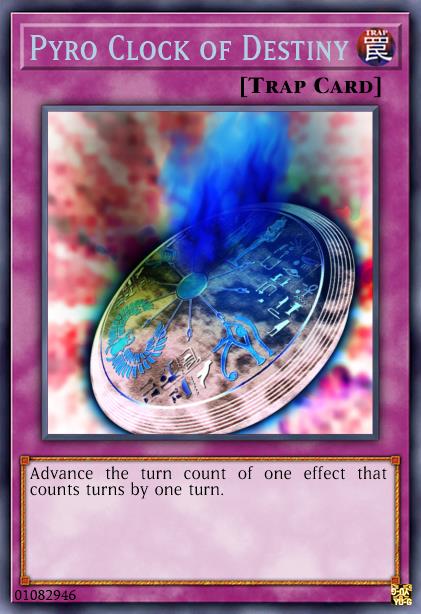 Pyro Clock of Destiny
TRAP
罠
[Trap Card]
Advance the turn count of one effect that
counts turns by one turn.
01082946